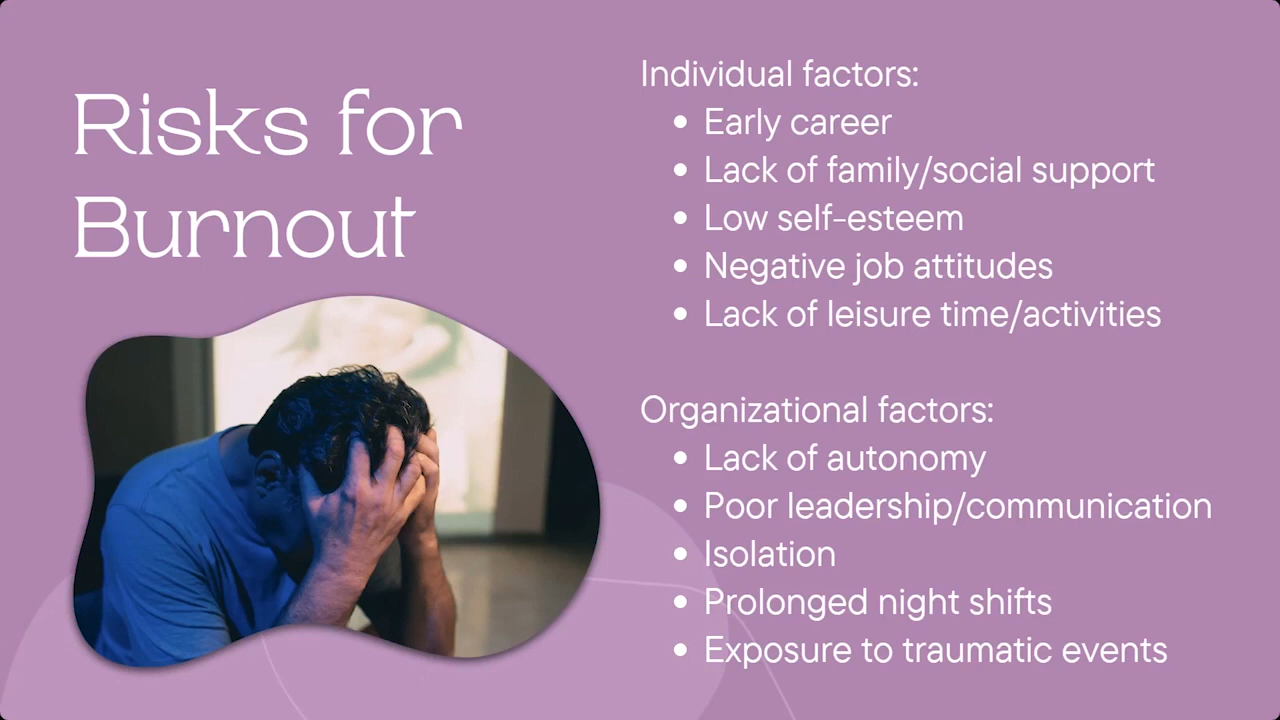 Risks for
Burnout
Individual factors:
• Early career
• Lack of family/social support
• Low self-esteem
• Negative job attitudes
• Lack of leisure time/activities
Organizational factors:
• Lack of autonomy
• Poor leadership/communication
• Isolation
• Prolonged night shifts
• Exposure to traumatic events